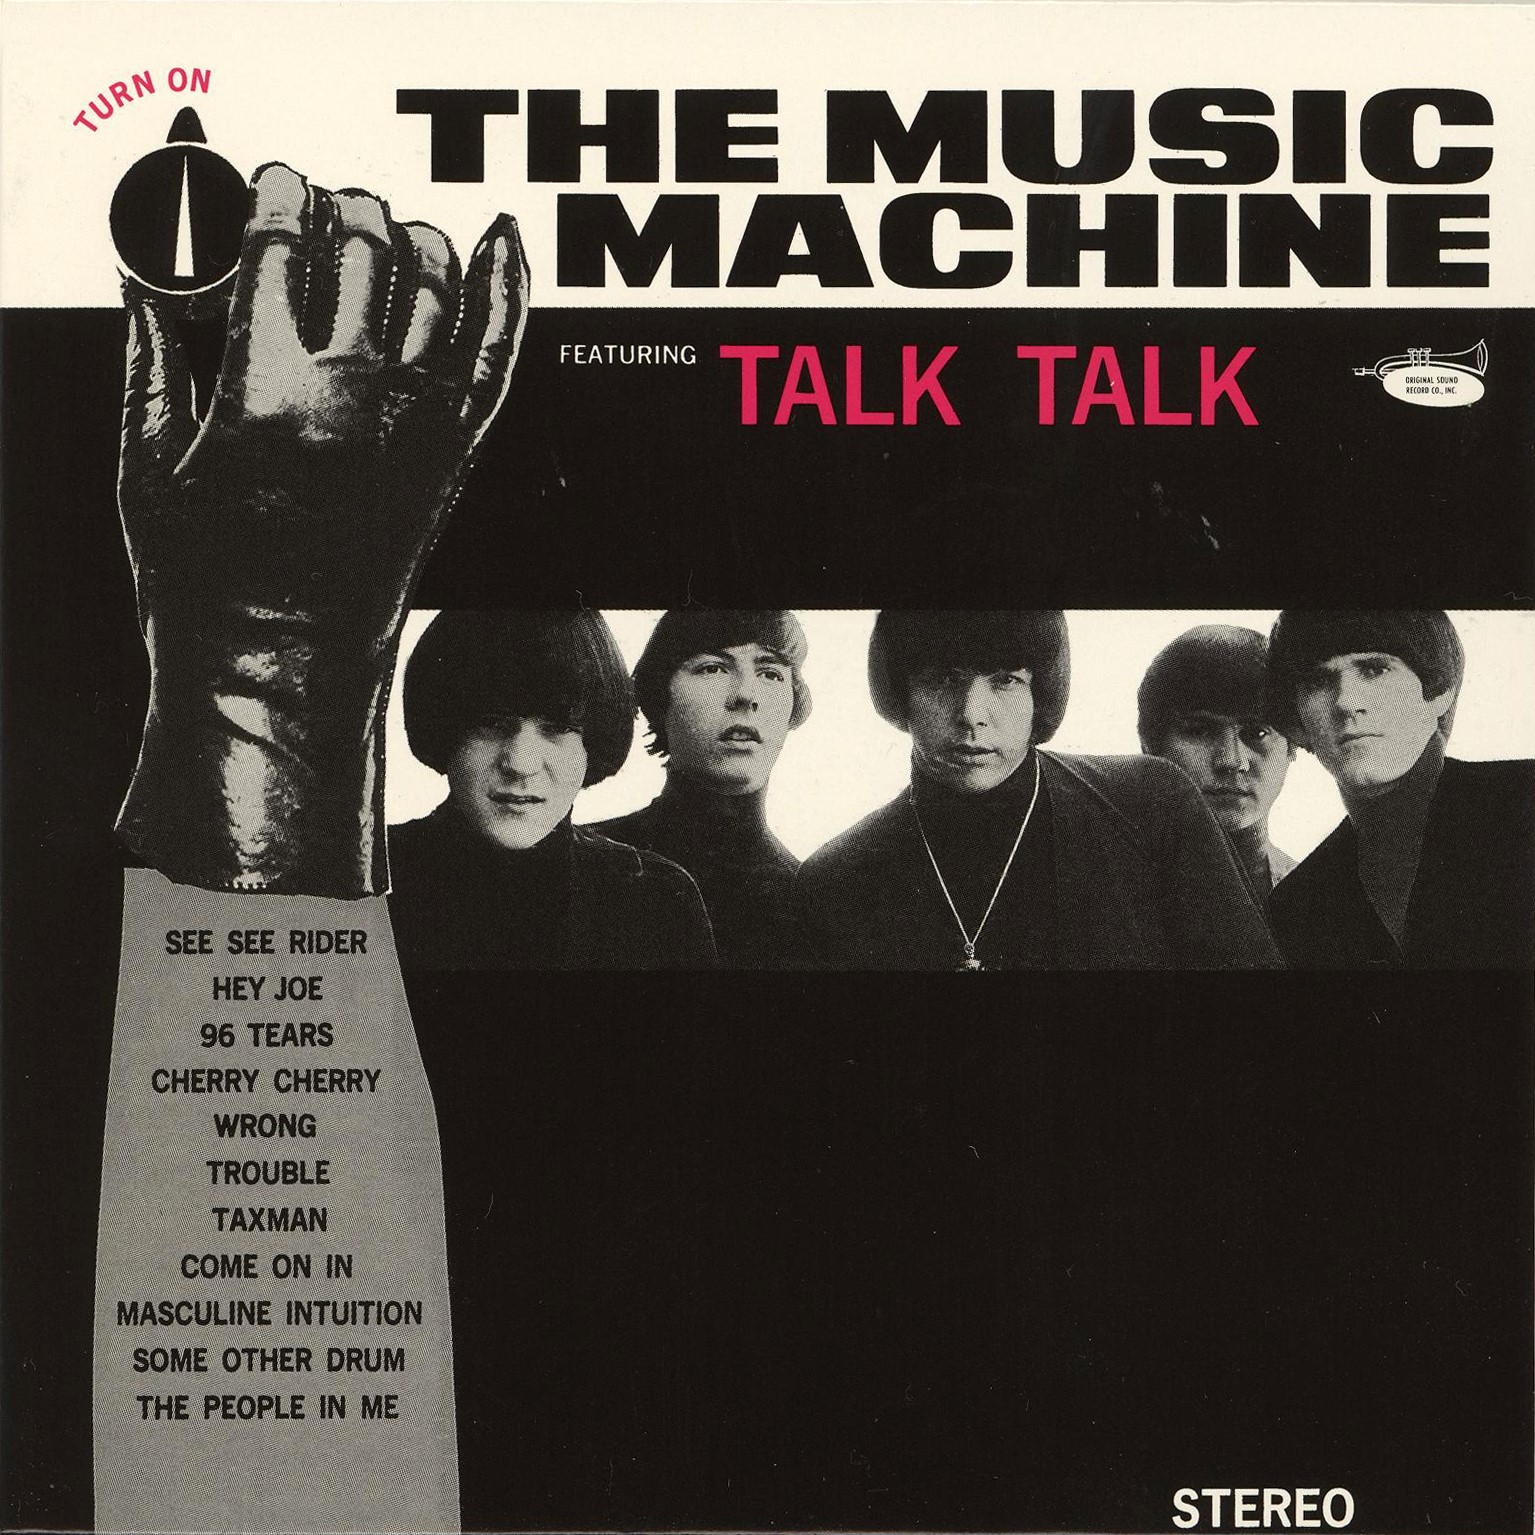 TURN ON
THE MUSIC
MACHINE
FEATURING TALK TALK
ORIGINAL SOUND
RECORD CO., INC.
SEE SEE RIDER
HEY JOE
96 TEARS
CHERRY CHERRY
WRONG
TROUBLE
TAXMAN
COME ON IN
MASCULINE INTUITION
SOME OTHER DRUM
THE PEOPLE IN ME
STEREO